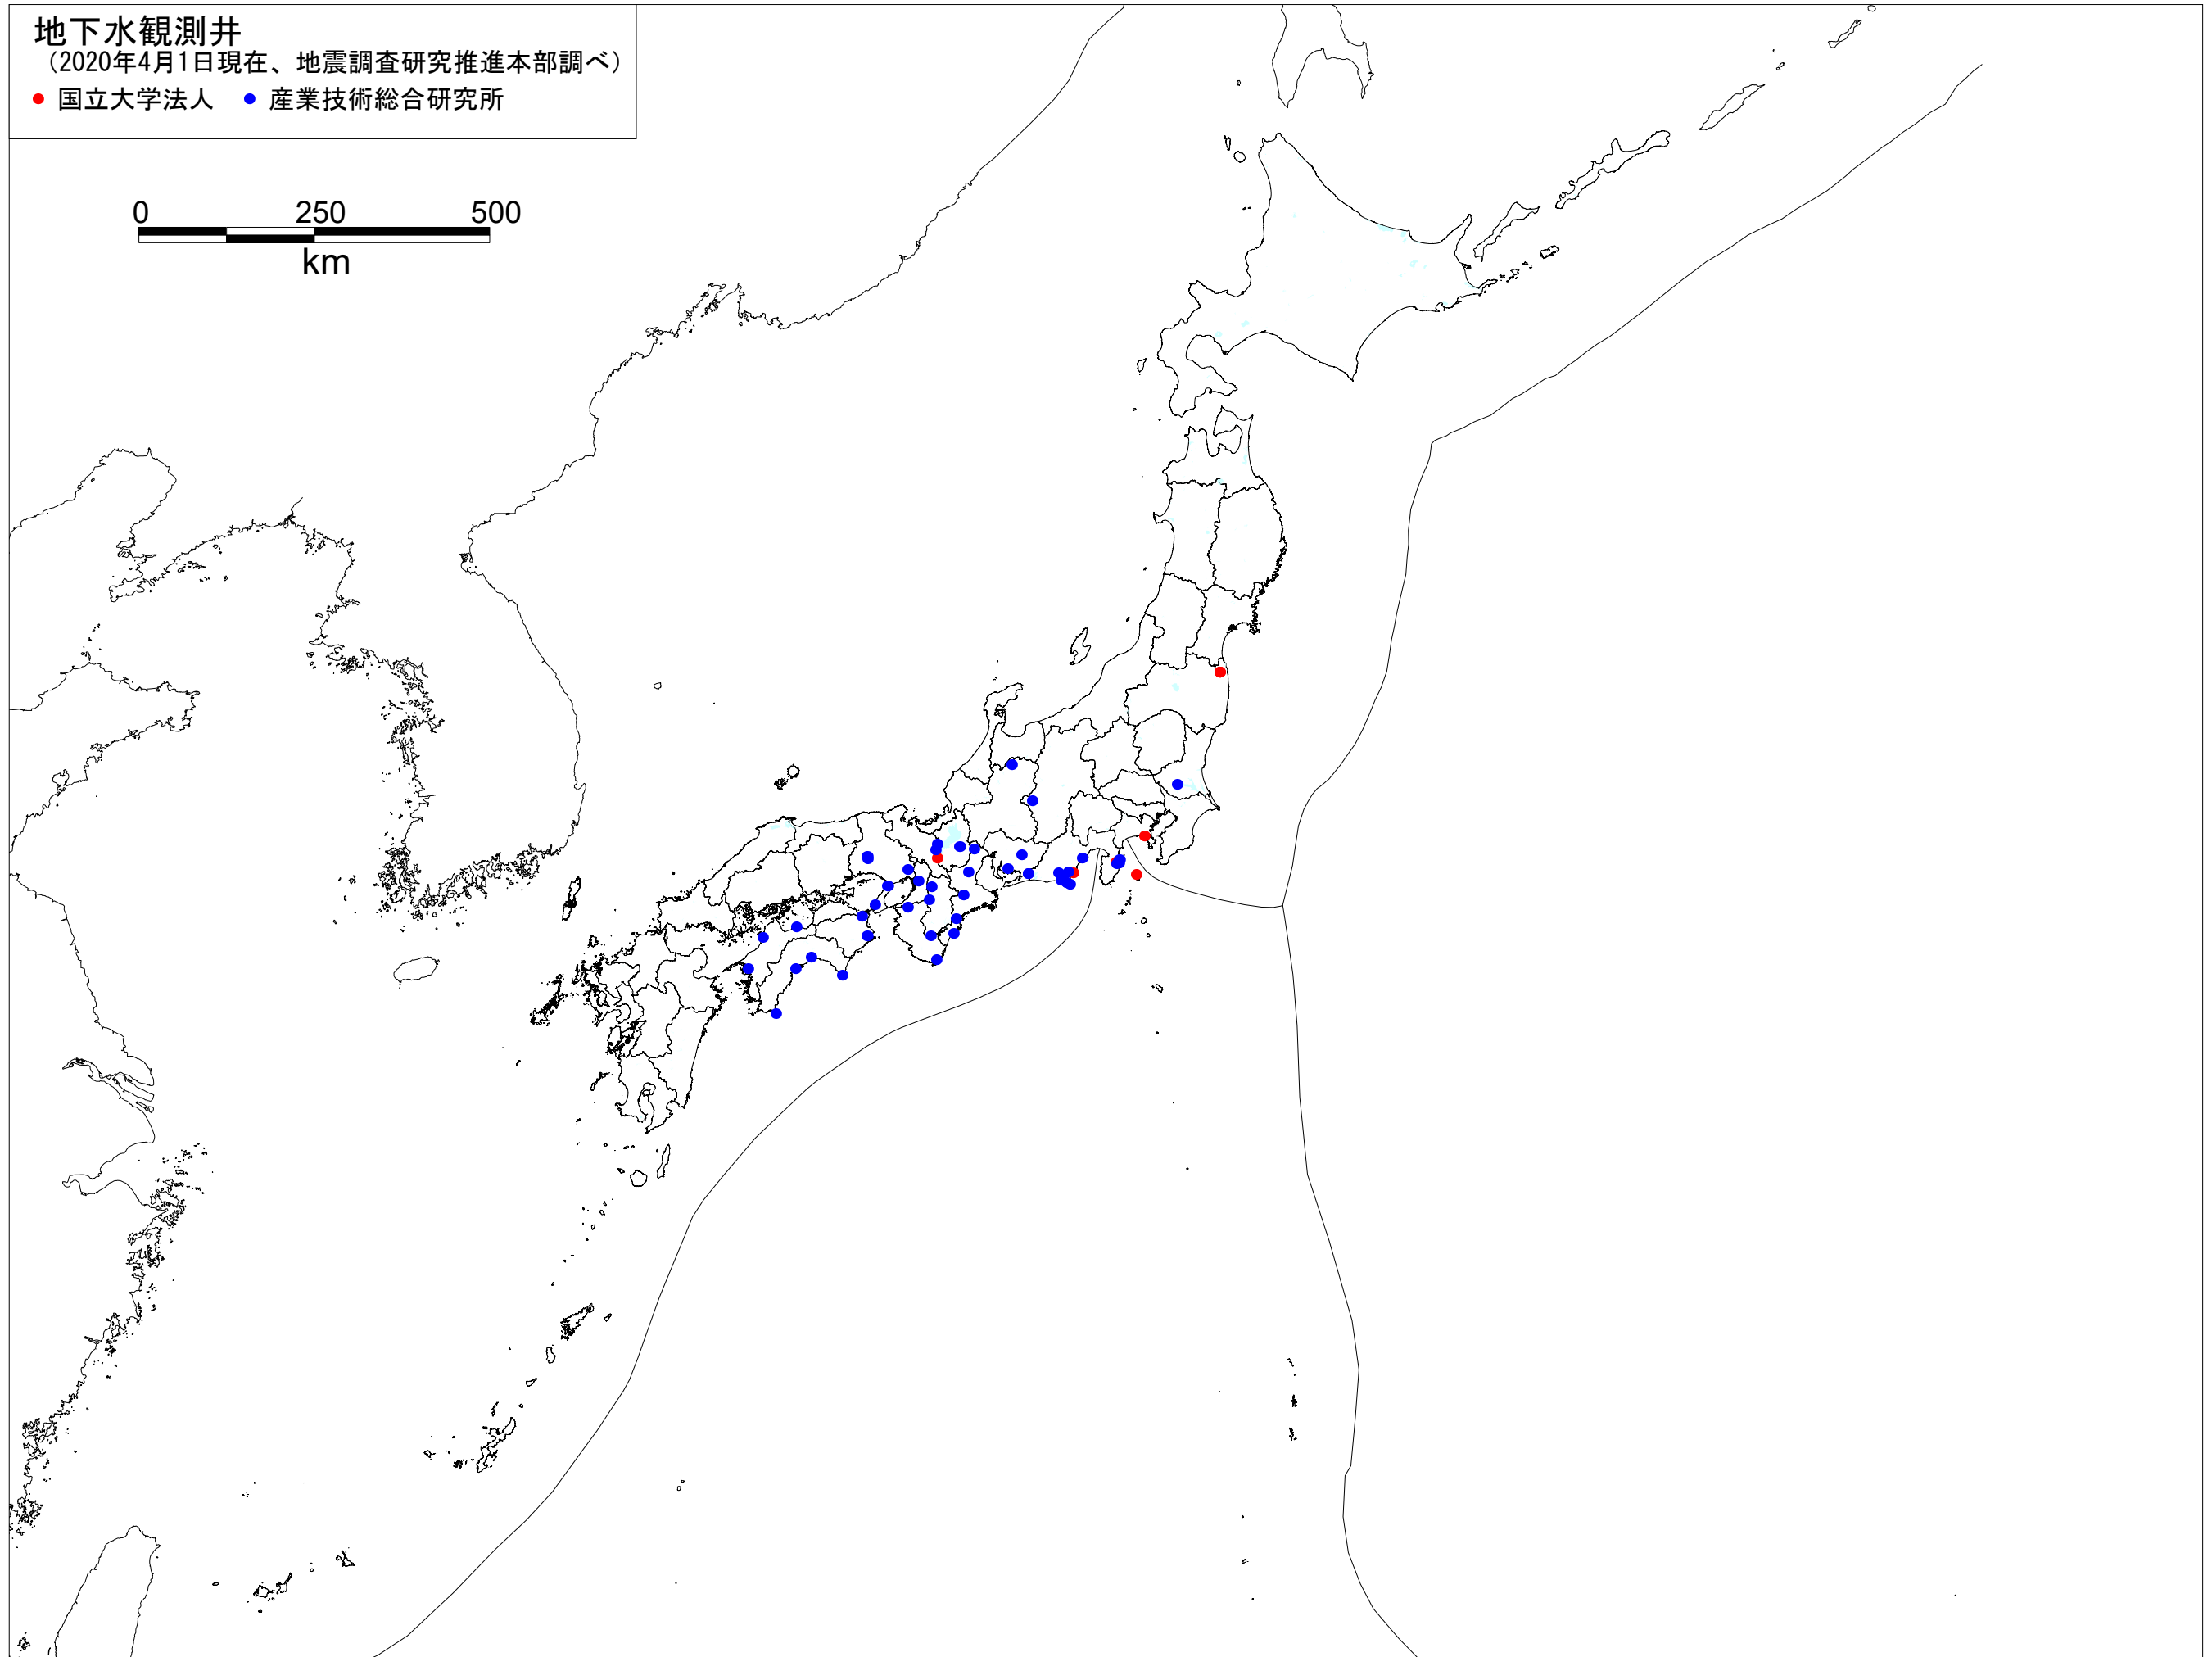 地下水観測井
（2020年4月1日現在、地震調査研究推進本部調べ）
国立大学法人 産業技術総合研究所
0 250 500
km